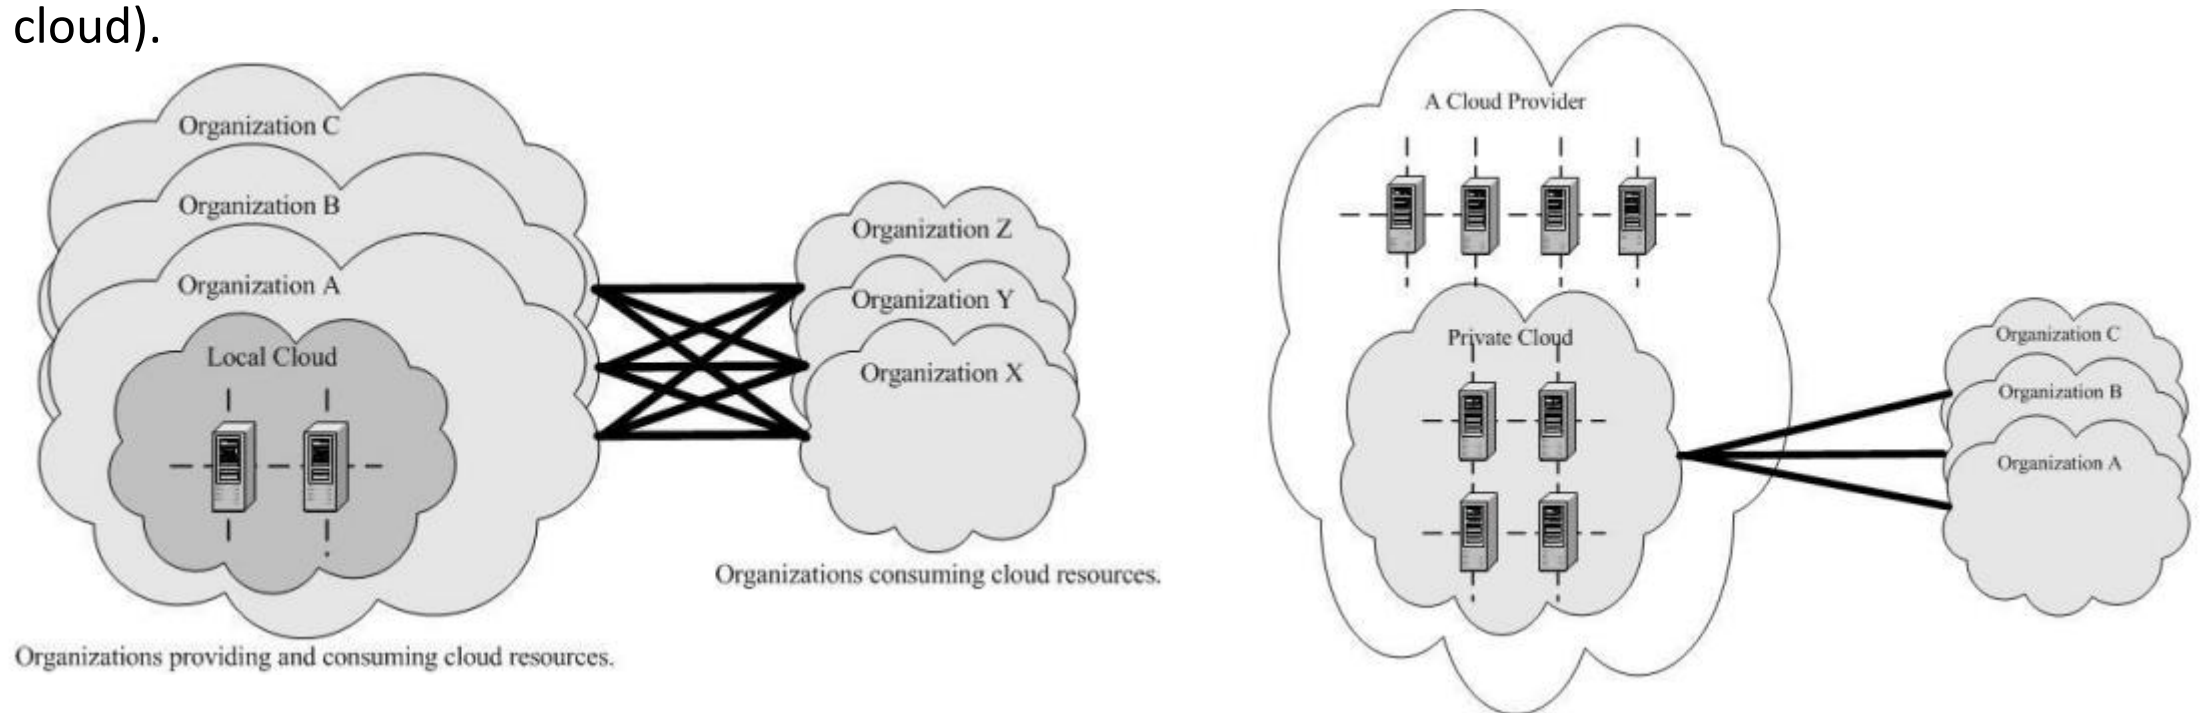 cloud).
Organization C
Organization B
Organization A
Local Cloud
Organizations providing and consuming cloud resources.
Organization Z
Organization Y
Organization X
Organizations consuming cloud resources.
A Cloud Provider
Private Cloud
Organization C
Organization B
Organization A